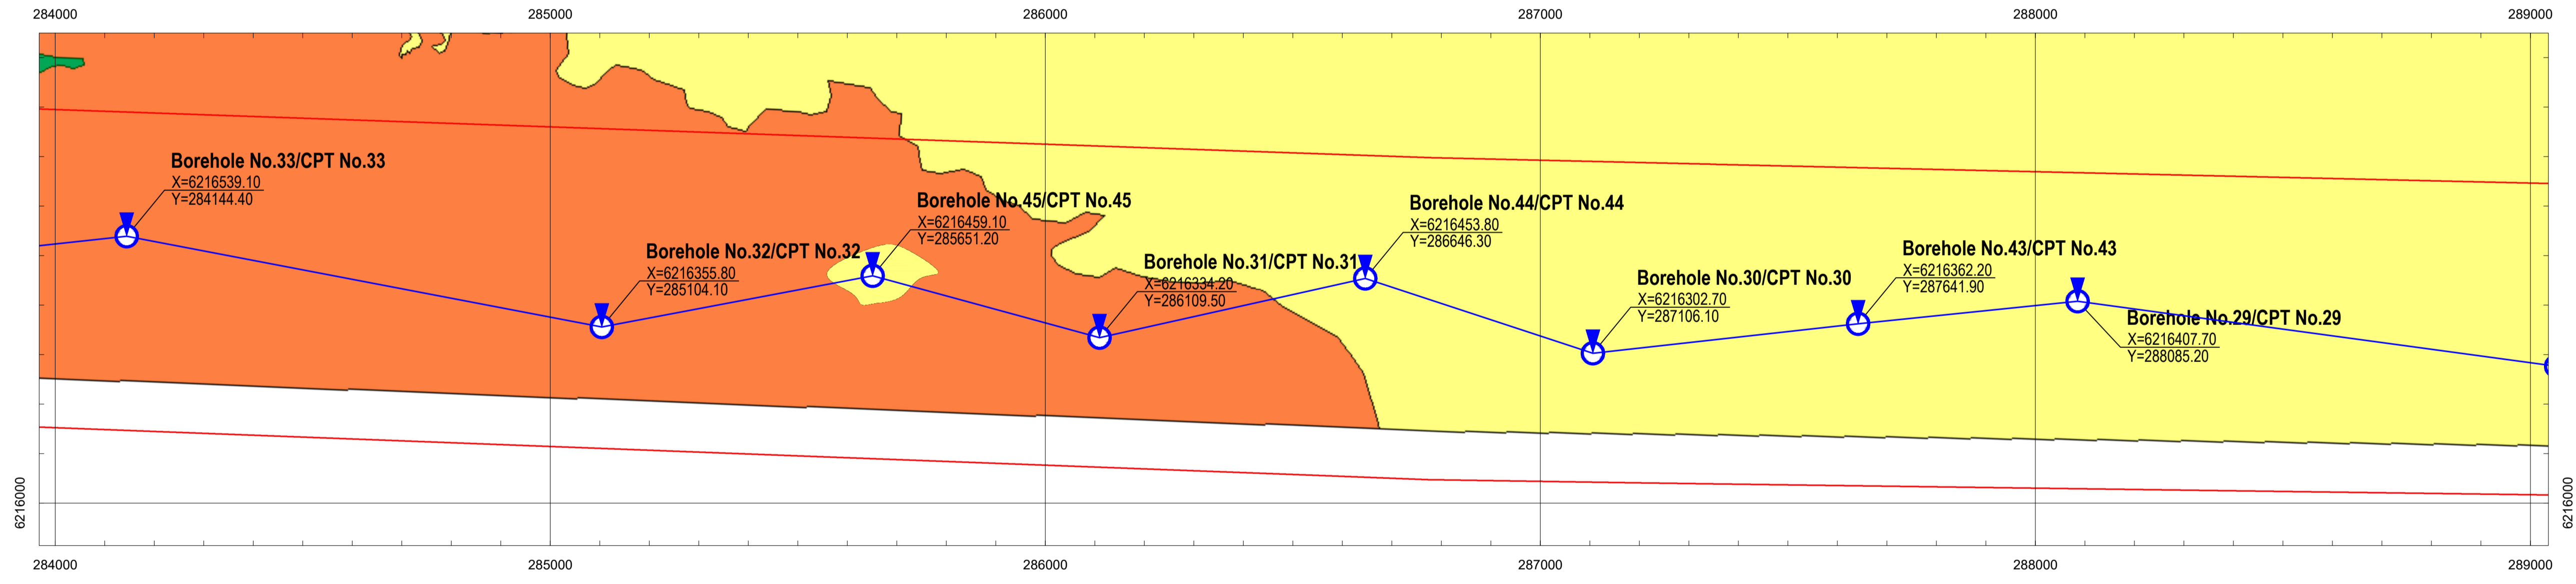 284000
285000
286000
287000
288000
289000
Borehole No.33/CPT No.33
X=6216539.10
Y=284144.40
Borehole No.32/CPT No.32
X=6216355.80
Y=285104.10
Borehole No.45/CPT No.45
X=6216459.10
Y=285651.20
Borehole No.31/CPT No.31
X=6216334.20
Y=286109.50
Borehole No.44/CPT No.44
X=6216453.80
Y=286646.30
Borehole No.30/CPT No.30
X=6216302.70
Y=287106.10
Borehole No.43/CPT No.43
X=6216362.20
Y=287641.90
Borehole No.29/CPT No.29
X=6216407.70
Y=288085.20
6216000
6216000
284000
285000
286000
287000
288000
289000